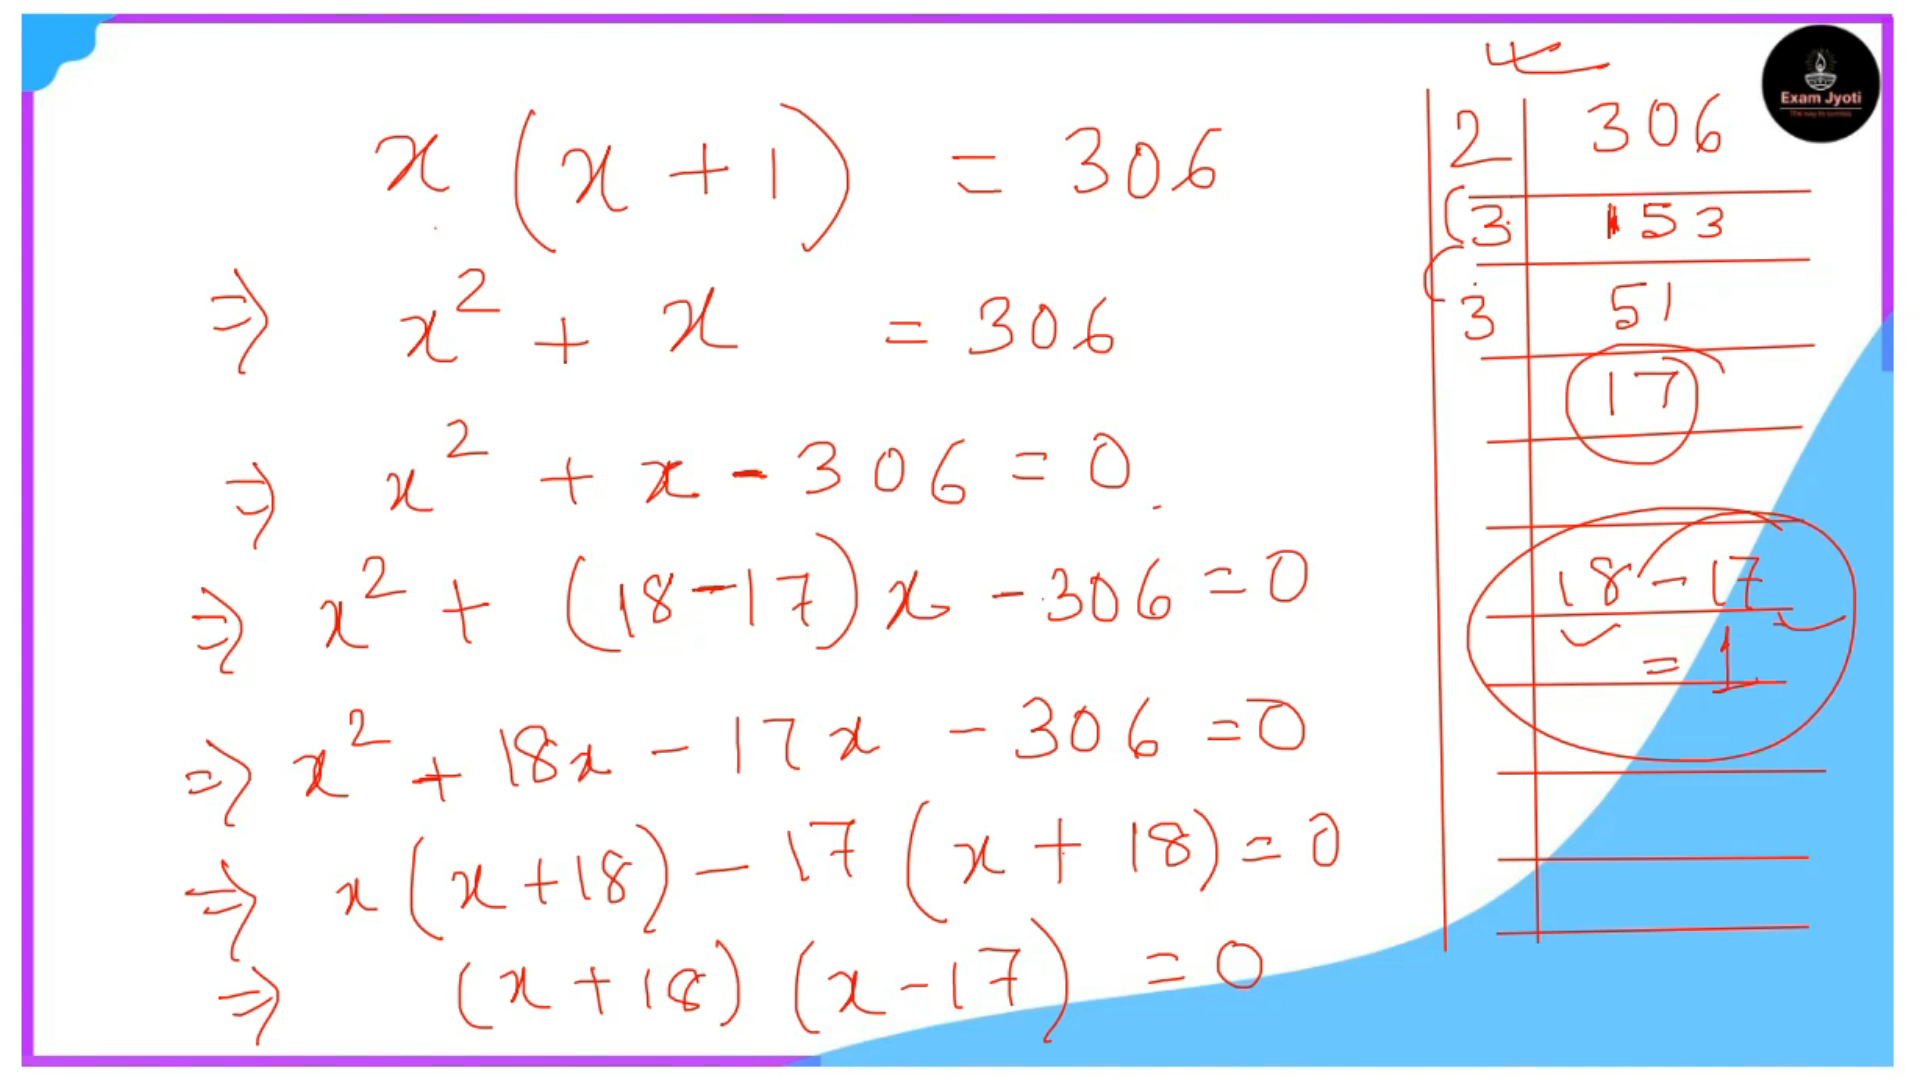 x (x + 1) = 306
⇒ x² + x = 306
⇒ x² + x - 306 = 0.
⇒ x² + (18-17) x - 306 = 0
⇒ x² + 18x - 17x - 306 = 0
⇒ x (x+18) - 17 (x + 18) = 0
⇒ (x + 18) (x - 17) = 0
2 306
3 153
3 51
17
18 - 17
= 1
Exam Jyoti